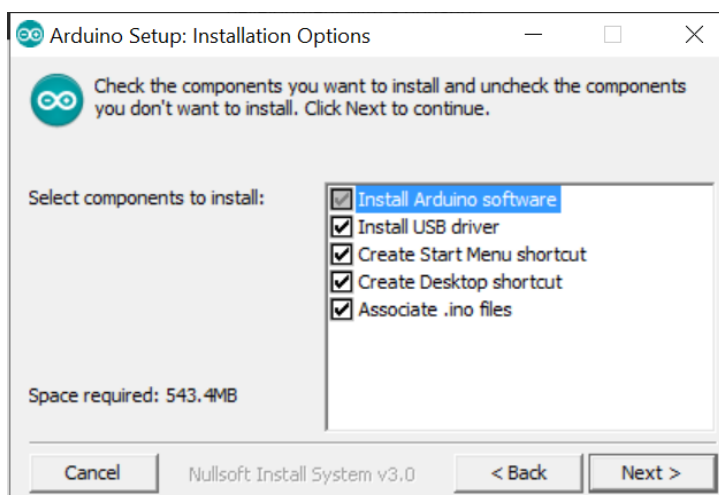 Arduino Setup: Installation Options
Check the components you want to install and uncheck the components
you don't want to install. Click Next to continue.
Select components to install:
Install Arduino software
Install USB driver
Create Start Menu shortcut
Create Desktop shortcut
Associate .ino files
Space required: 543.4MB
Cancel
Nullsoft Install System v3.0
< Back
Next >